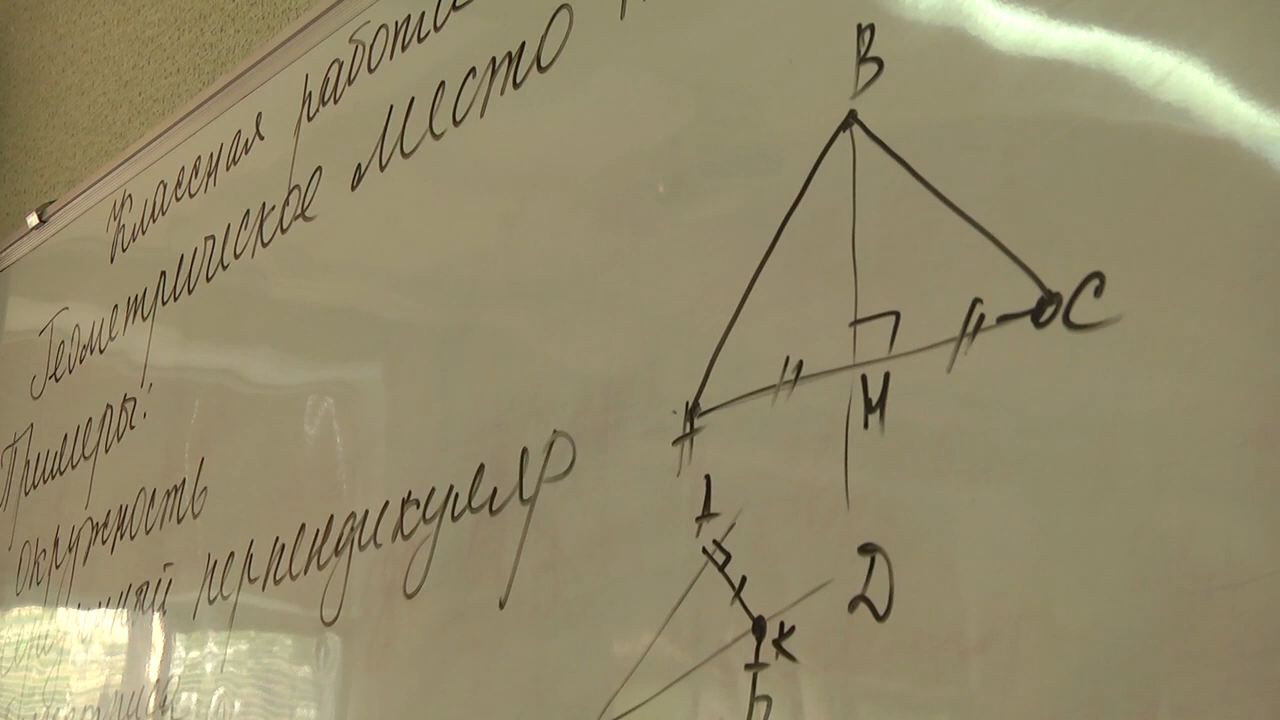 Классная работа
Геометрическое место
Примеры:
окружность
перпендикуляр
B
C
A
M
D
K